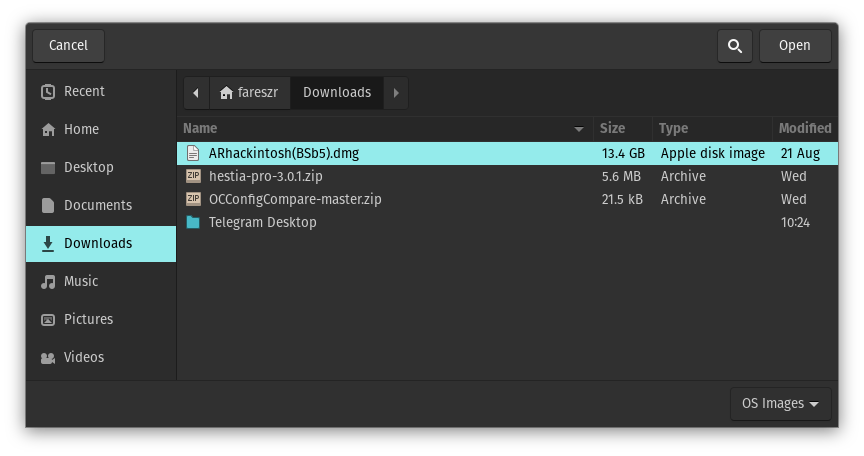 Cancel
Open
Recent
Home
Desktop
Documents
Downloads
Music
Pictures
Videos
fareszr Downloads
Name Size Type Modified
ARhackintosh(BSb5).dmg 13.4 GB Apple disk image 21 Aug
ZIP hestia-pro-3.0.1.zip 5.6 MB Archive Wed
ZIP OCConfigCompare-master.zip 21.5 kB Archive Wed
Telegram Desktop 10:24
OS Images